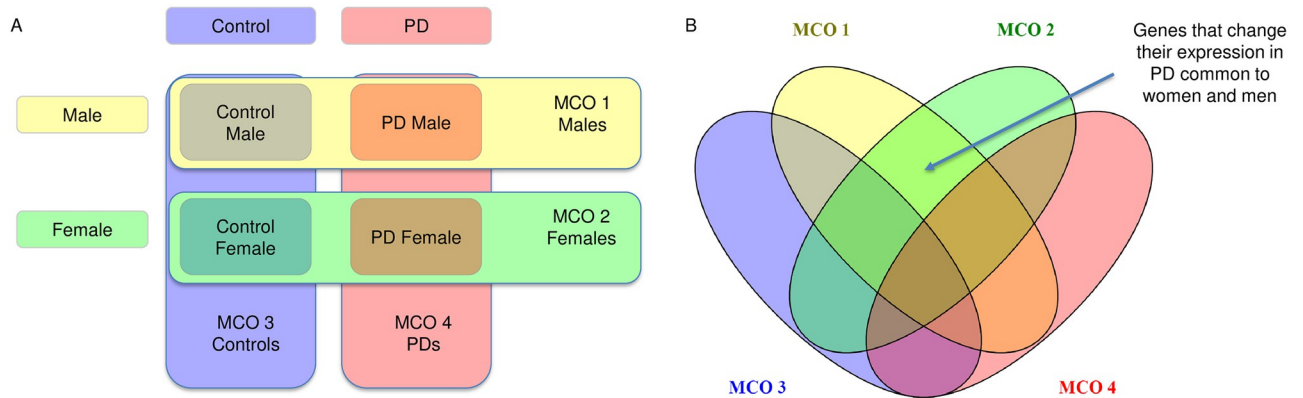 A
Control
PD
Male
Control
Male
PD Male
MCO 1
Males
Female
Control
Female
PD Female
MCO 2
Females
MCO 3
Controls
MCO 4
PDs
B
MCO 1
MCO 2
Genes that change
their expression in
PD common to
women and men
MCO 3
MCO 4